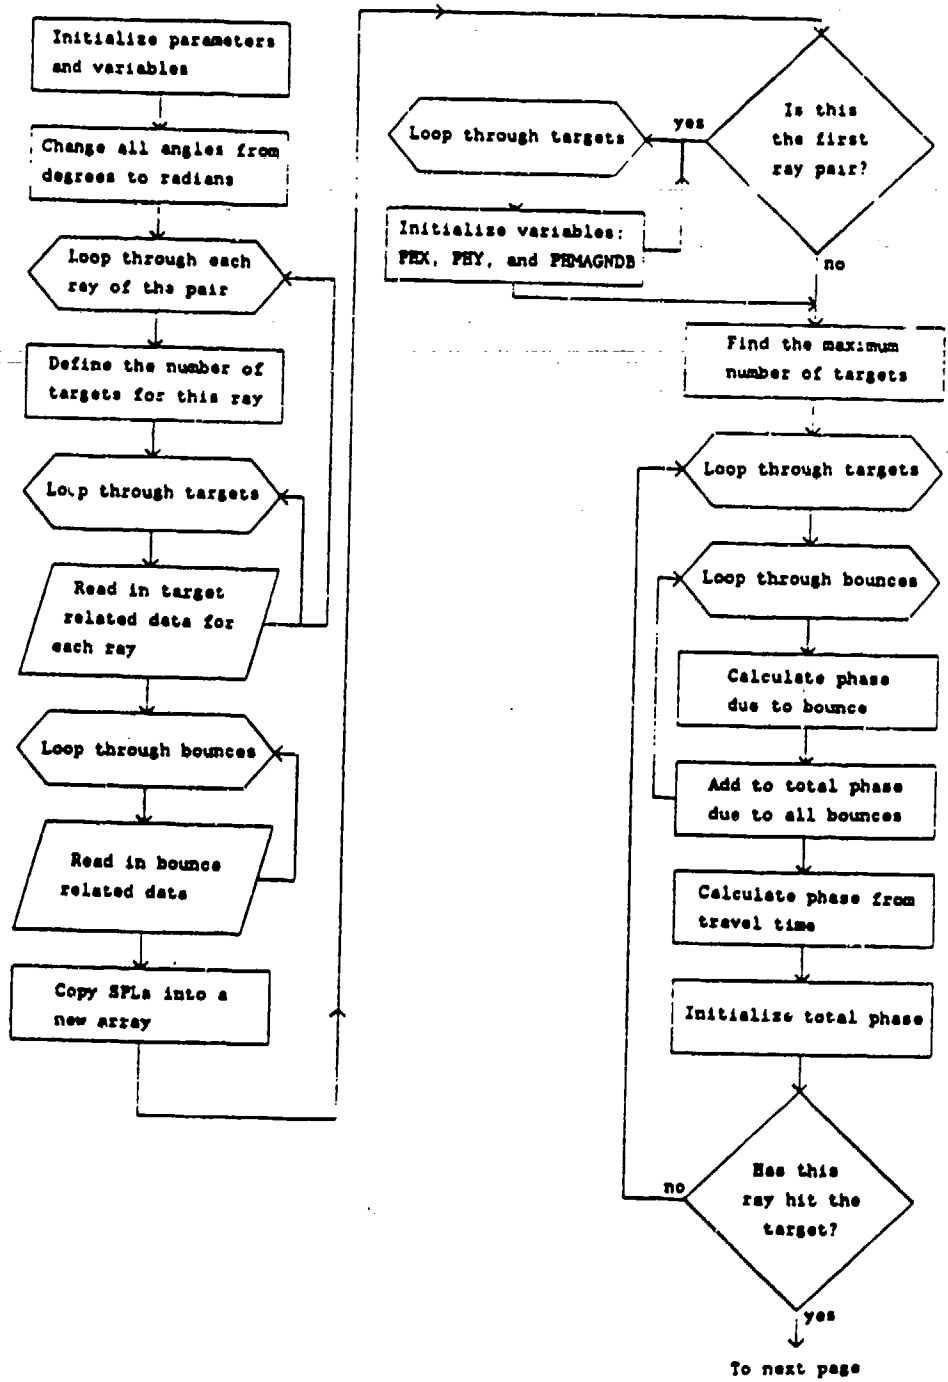 Initialize parameters
and variables
Change all angles from
degrees to radians
Loop through each
ray of the pair
Define the number of
targets for this ray
Loop through targets
Read in target
related data for
each ray
Loop through bounces
Read in bounce
related data
Copy SPLs into a
new array
Is this
the first
ray pair?
yes
Loop through targets
Initialize variables:
PHX, PHY, and PHMAGNDB
no
Find the maximum
number of targets
Loop through targets
Loop through bounces
Calculate phase
due to bounce
Add to total phase
due to all bounces
Calculate phase from
travel time
Initialize total phase
Has this
ray hit the
target?
no
yes
To next page